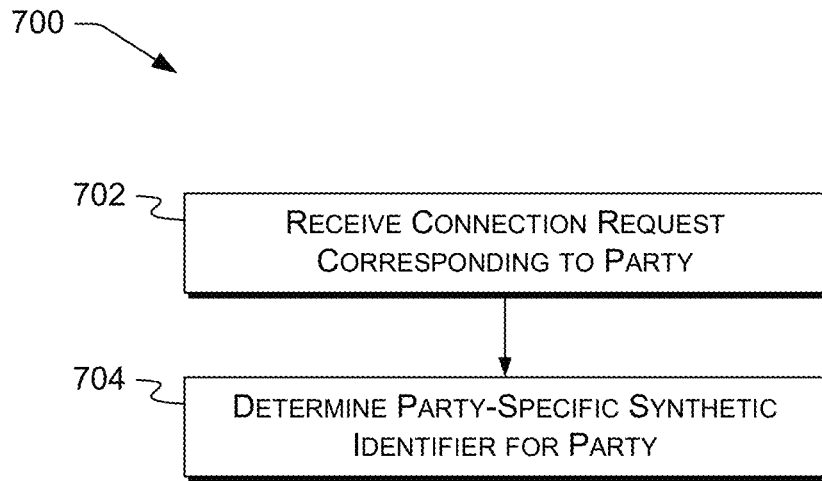 700
702
RECEIVE CONNECTION REQUEST
CORRESPONDING TO PARTY
704
DETERMINE PARTY-SPECIFIC SYNTHETIC
IDENTIFIER FOR PARTY